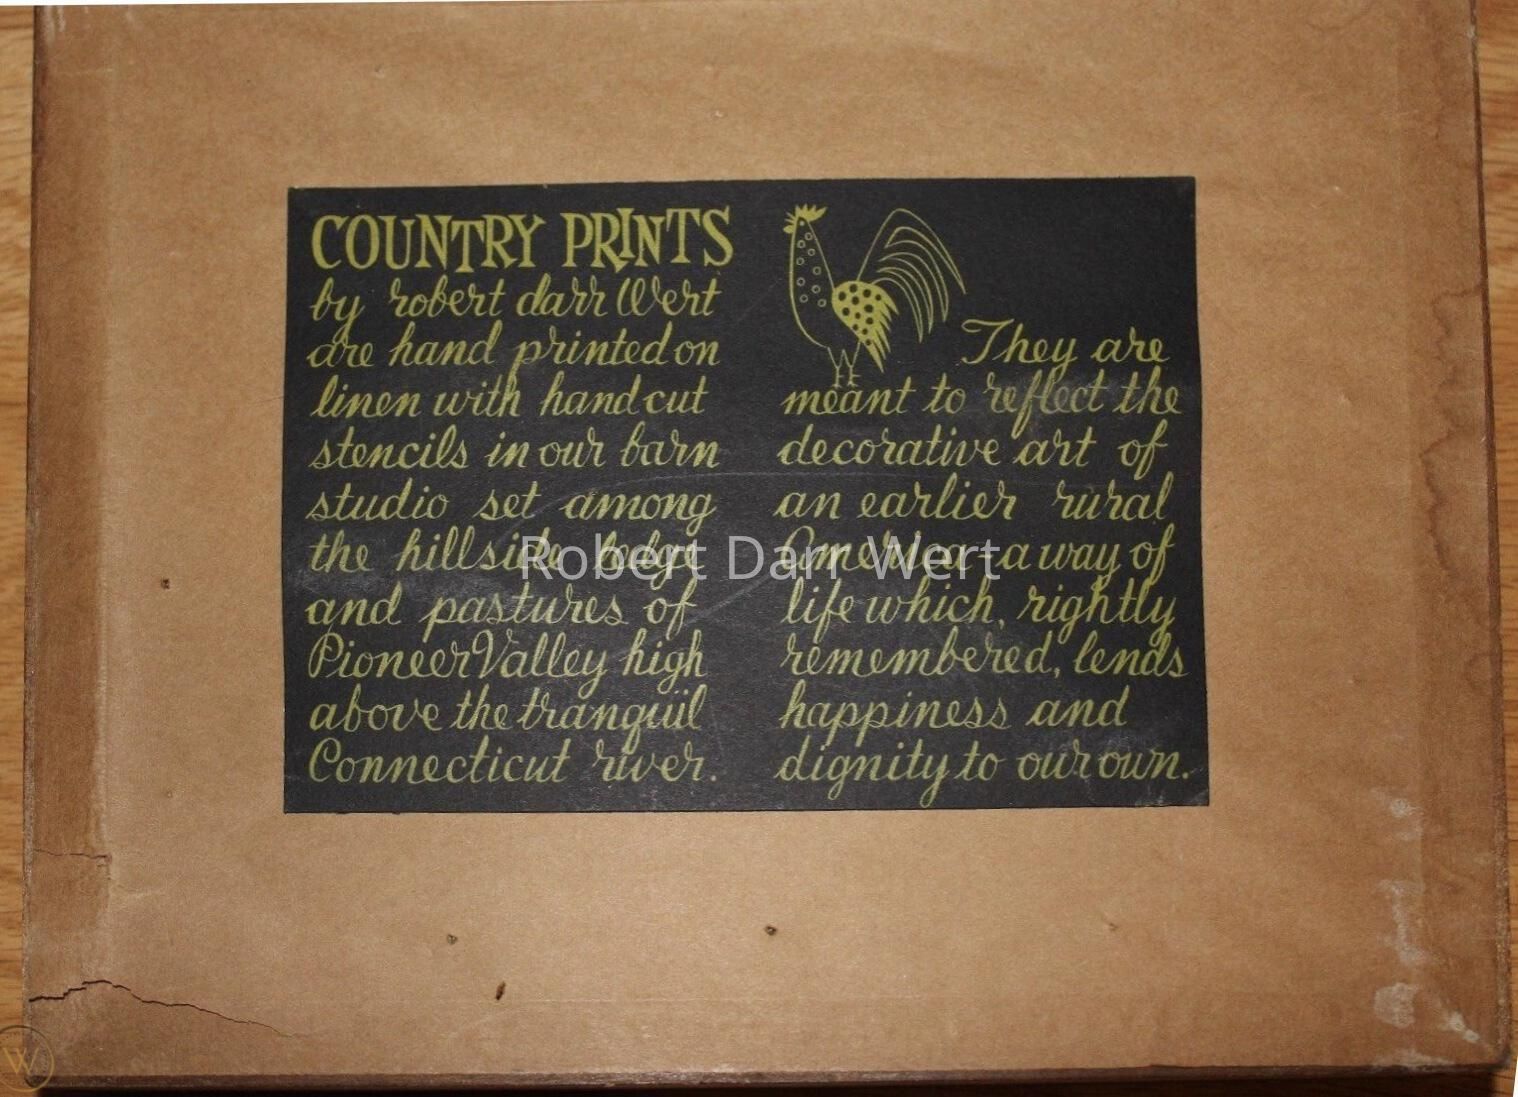 COUNTRY PRINTS
by robert darr Wert
are hand printed on
linen with hand cut
stencils in our barn
studio set among
the hillside ledge
and pastures of
Pioneer Valley high
above the tranquil
Connecticut river.
They are
meant to reflect the
decorative art of
an earlier rural
America - a way of
life which, rightly
remembered, lends
happiness and
dignity to our own.
Robert Darr Wert
W